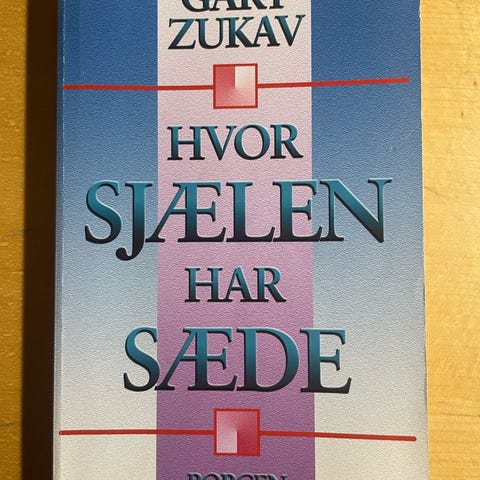 GARY
ZUKAV
HVOR
SJÆLEN
HAR
SÆDE
BORGEN